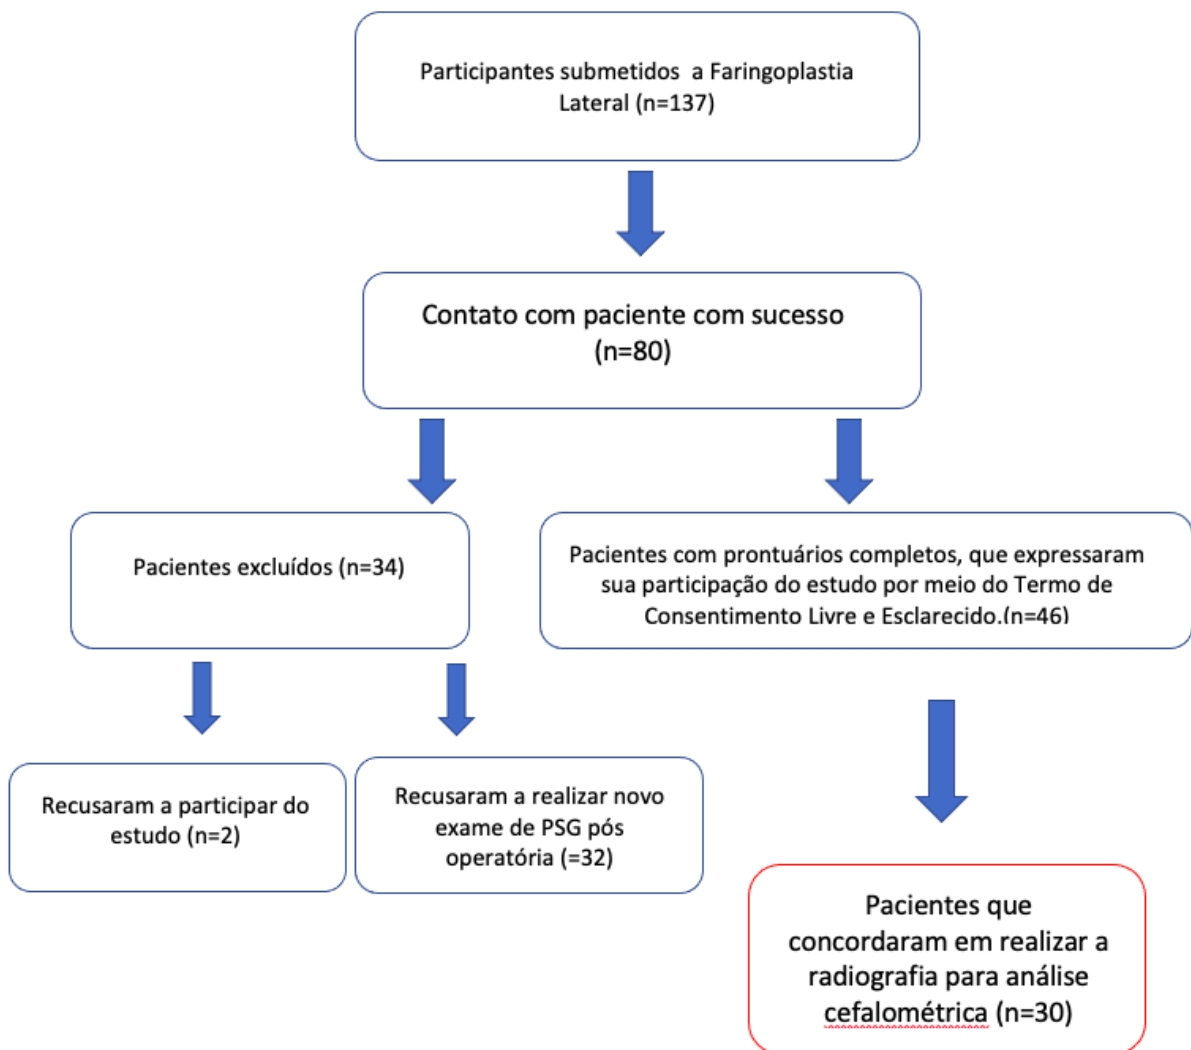 Participantes submetidos a Faringoplastia
Lateral (n=137)
Contato com paciente com sucesso
(n=80)
Pacientes excluídos (n=34)
Pacientes com prontuários completos, que expressaram
sua participação do estudo por meio do Termo de
Consentimento Livre e Esclarecido.(n=46)
Recusaram a participar do
estudo (n=2)
Recusaram a realizar novo
exame de PSG pós
operatória (=32)
Pacientes que
concordaram em realizar a
radiografia para análise
cefalométrica (n=30)